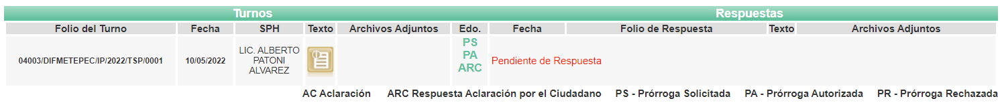 Turnos Respuestas
Folio del Turno Fecha SPH Texto Archivos Adjuntos Edo. Fecha Folio de Respuesta Texto Archivos Adjuntos
04003/DIFMETEPEC/IP/2022/TSP/0001 10/05/2022 LIC. ALBERTO
PATONI
ALVAREZ
PS
PA
ARC
Pendiente de Respuesta
AC Aclaración ARC Respuesta Aclaración por el Ciudadano PS - Prórroga Solicitada PA - Prórroga Autorizada PR - Prórroga Rechazada